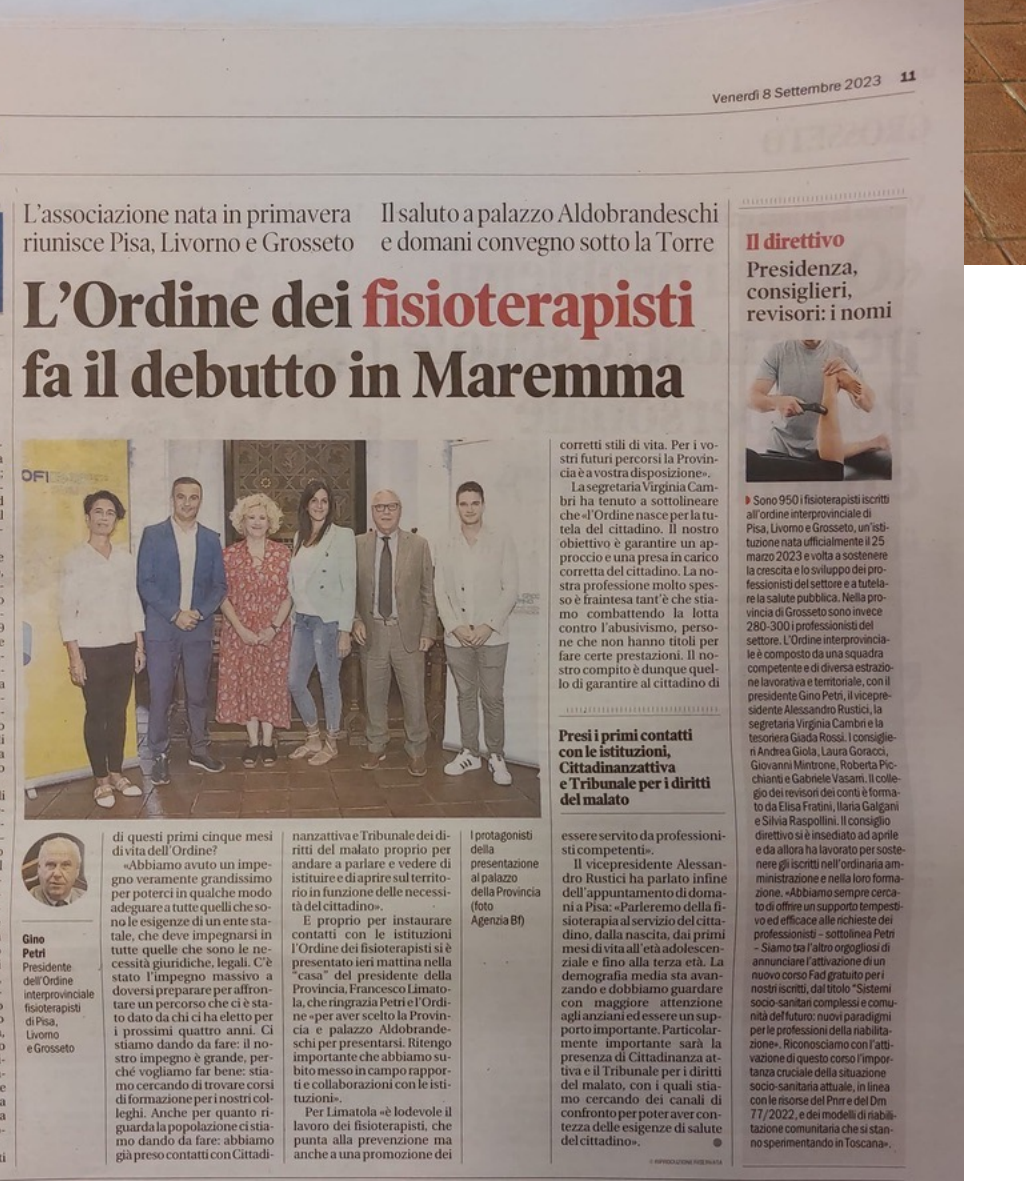 Venerdì 8 Settembre 2023 11
L'associazione nata in primavera
riunisce Pisa, Livorno e Grosseto
Il saluto a palazzo Aldobrandeschi
e domani convegno sotto la Torre
L'Ordine dei fisioterapisti
fa il debutto in Maremma
OFI
Gino
Petri
Presidente
dell'Ordine
interprovinciale
fisioterapisti
di Pisa,
Livorno
e Grosseto
di questi primi cinque mesi
di vita dell'Ordine?
«Abbiamo avuto un impe-
gno veramente grandissimo
per poterci in qualche modo
adeguare a tutte quelli che so-
no le esigenze di un ente sta-
tale, che deve impegnarsi in
tutte quelle che sono le ne-
cessità giuridiche, legali. C'è
stato l'impegno massivo a
doversi preparare per affron-
tare un percorso che ci è sta-
to dato da chi ci ha eletto per
i prossimi quattro anni. Ci
stiamo dando da fare: il no-
stro impegno è grande, per-
ché vogliamo far bene: stia-
mo cercando di trovare corsi
di formazione per i nostri col-
leghi. Anche per quanto ri-
guarda la popolazione ci stia-
mo dando da fare: abbiamo
già preso contatti con Cittadi-
nanzattiva e Tribunale dei di-
ritti del malato proprio per
andare a parlare e vedere di
istituire e di aprire sul territo-
rio in funzione delle necessi-
tà del cittadino».
E proprio per instaurare
contatti con le istituzioni
l'Ordine dei fisioterapisti si è
presentato ieri mattina nella
"casa" del presidente della
Provincia, Francesco Limato-
la, che ringrazia Petri e l'Ordi-
ne «per aver scelto la Provin-
cia e palazzo Aldobrande-
schi per presentarsi. Ritengo
importante che abbiamo su-
bito messo in campo rappor-
ti e collaborazioni con le isti-
tuzioni».
Per Limatola «è lodevole il
lavoro dei fisioterapisti, che
punta alla prevenzione ma
anche a una promozione dei
I protagonisti
della
presentazione
al palazzo
della Provincia
(foto
Agenzia Bf)
corretti stili di vita. Per i vo-
stri futuri percorsi la Provin-
cia è a vostra disposizione».
La segretaria Virginia Cam-
bri ha tenuto a sottolineare
che «l'Ordine nasce per la tu-
tela del cittadino. Il nostro
obiettivo è garantire un ap-
proccio e una presa in carico
corretta del cittadino. La no-
stra professione molto spes-
so è fraintesa tant'è che stia-
mo combattendo la lotta
contro l'abusivismo, perso-
ne che non hanno titoli per
fare certe prestazioni. Il no-
stro compito è dunque quel-
lo di garantire al cittadino di
Presi i primi contatti
con le istituzioni,
Cittadinanzattiva
e Tribunale per i diritti
del malato
essere servito da professioni-
sti competenti».
Il vicepresidente Alessan-
dro Rustici ha parlato infine
dell'appuntamento di doma-
ni a Pisa: «Parleremo della fi-
sioterapia al servizio del citta-
dino, dalla nascita, dai primi
mesi di vita all'età adolescen-
ziale e fino alla terza età. La
demografia media sta avan-
zando e dobbiamo guardare
con maggiore attenzione
agli anziani ed essere un sup-
porto importante. Particolar-
mente importante sarà la
presenza di Cittadinanza at-
tiva e il Tribunale per i diritti
del malato, con i quali stia-
mo cercando dei canali di
confronto per poter aver con-
tezza delle esigenze di salute
del cittadino».
© RIPRODUZIONE RISERVATA
Il direttivo
Presidenza,
consiglieri,
revisori: i nomi
Sono 950 i fisioterapisti iscritti
all'ordine interprovinciale di
Pisa, Livorno e Grosseto, un'isti-
tuzione nata ufficialmente il 25
marzo 2023 e volta a sostenere
la crescita e lo sviluppo dei pro-
fessionisti del settore e a tutela-
re la salute pubblica. Nella pro-
vincia di Grosseto sono invece
280-300 i professionisti del
settore. L'Ordine interprovincia-
le è composto da una squadra
competente e di diversa estrazio-
ne lavorativa e territoriale, con il
presidente Gino Petri, il vicepre-
sidente Alessandro Rustici, la
segretaria Virginia Cambri e la
tesoriera Giada Rossi. I consiglie-
ri Andrea Giola, Laura Goracci,
Giovanni Mintrone, Roberta Pic-
chianti e Gabriele Vasarri. Il colle-
gio dei revisori dei conti è forma-
to da Elisa Fratini, Ilaria Galgani
e Silvia Raspollini. Il consiglio
direttivo si è insediato ad aprile
e da allora ha lavorato per soste-
nere gli iscritti nell'ordinaria am-
ministrazione e nella loro forma-
zione. «Abbiamo sempre cerca-
to di offrire un supporto tempesti-
vo ed efficace alle richieste dei
professionisti – sottolinea Petri
– Siamo tra l'altro orgogliosi di
annunciare l'attivazione di un
nuovo corso Fad gratuito per i
nostri iscritti, dal titolo "Sistemi
socio-sanitari complessi e comu-
nità del futuro: nuovi paradigmi
per le professioni della riabilita-
zione». Riconosciamo con l'atti-
vazione di questo corso l'impor-
tanza cruciale della situazione
socio-sanitaria attuale, in linea
con le risorse del Pnrr e del Dm
77/2022, e dei modelli di riabili-
tazione comunitaria che si stan-
no sperimentando in Toscana».